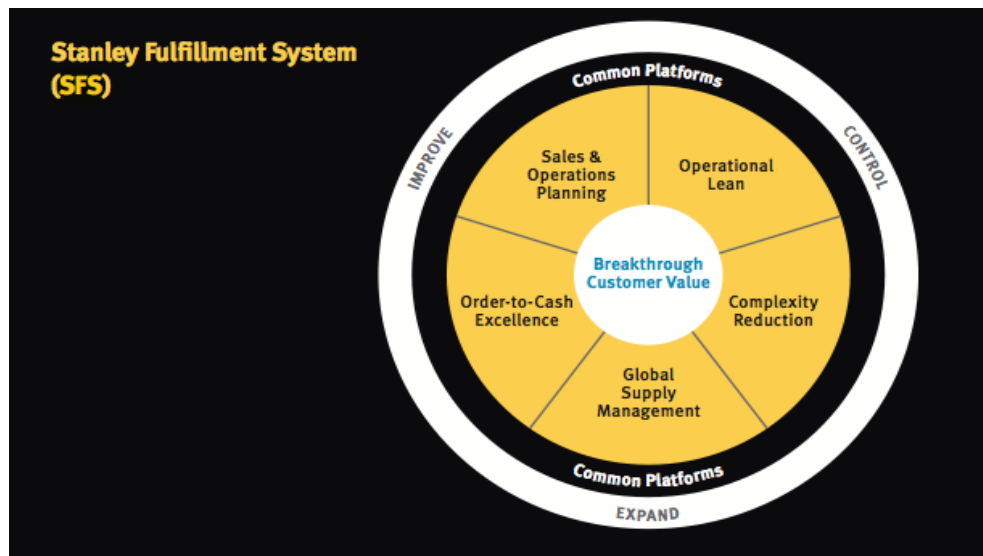 Stanley Fulfillment System
(SFS)
Common Platforms
IMPROVE
CONTROL
Sales &
Operations
Planning
Operational
Lean
Breakthrough
Customer Value
Order-to-Cash
Excellence
Complexity
Reduction
Global
Supply
Management
Common Platforms
EXPAND